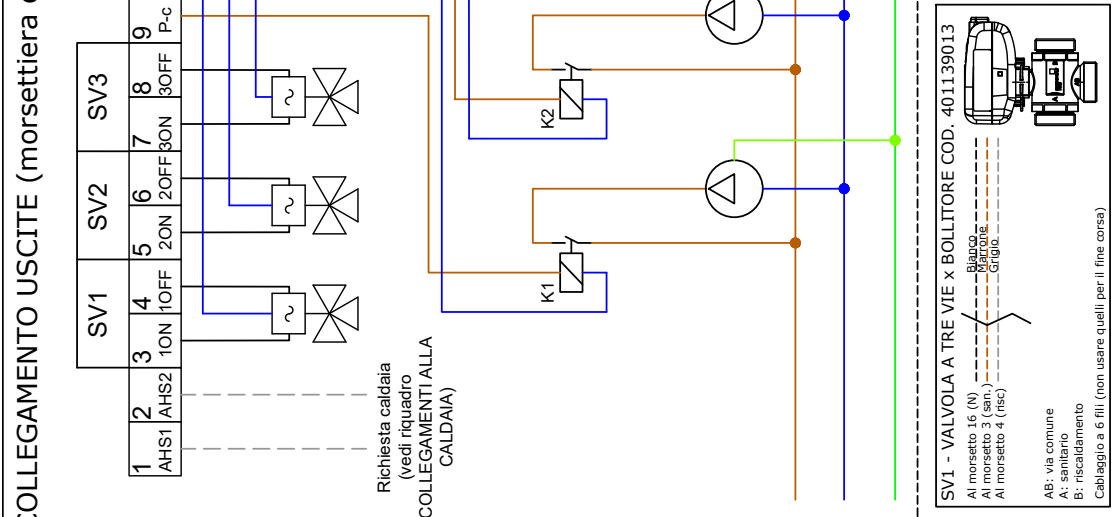 COLLEGAMENTO USCITE (morsettiera
SV1
SV2
SV3
1
2
3
4
5
6
7
8
9
AHS1
AHS2
1ON
1OFF
2ON
2OFF
3ON
3OFF
P-c
~
~
~
Richiesta caldaia
(vedi riquadro
COLLEGAMENTI ALLA
CALDAIA)
K1
K2
SV1 - VALVOLA A TRE VIE x BOLLITORE COD. 401139013
Al morsetto 16 (N) Bianco
Al morsetto 3 (san.) Marrone
Al morsetto 4 (risc) Grigio
AB: via comune
A: sanitario
B: riscaldamento
Cablaggio a 6 fili (non usare quelli per il fine corsa)
A
AB